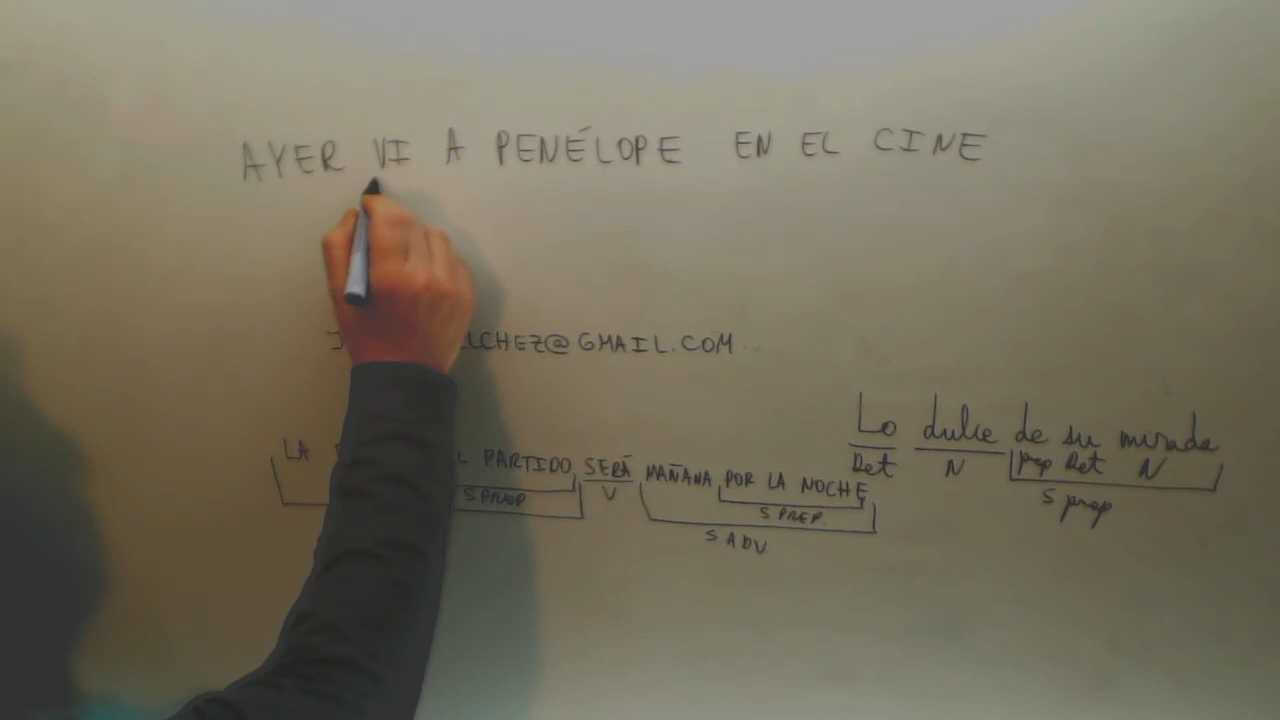 AYER VI A PENÉLOPE EN EL CINE
LCHEZ@GMAIL.COM
LA L PARTIDO SERÁ MAÑANA POR LA NOCHE
S PREP V S PREP.
S ADV
Lo dulce de su mirada
Det N Prep Det N
S prep